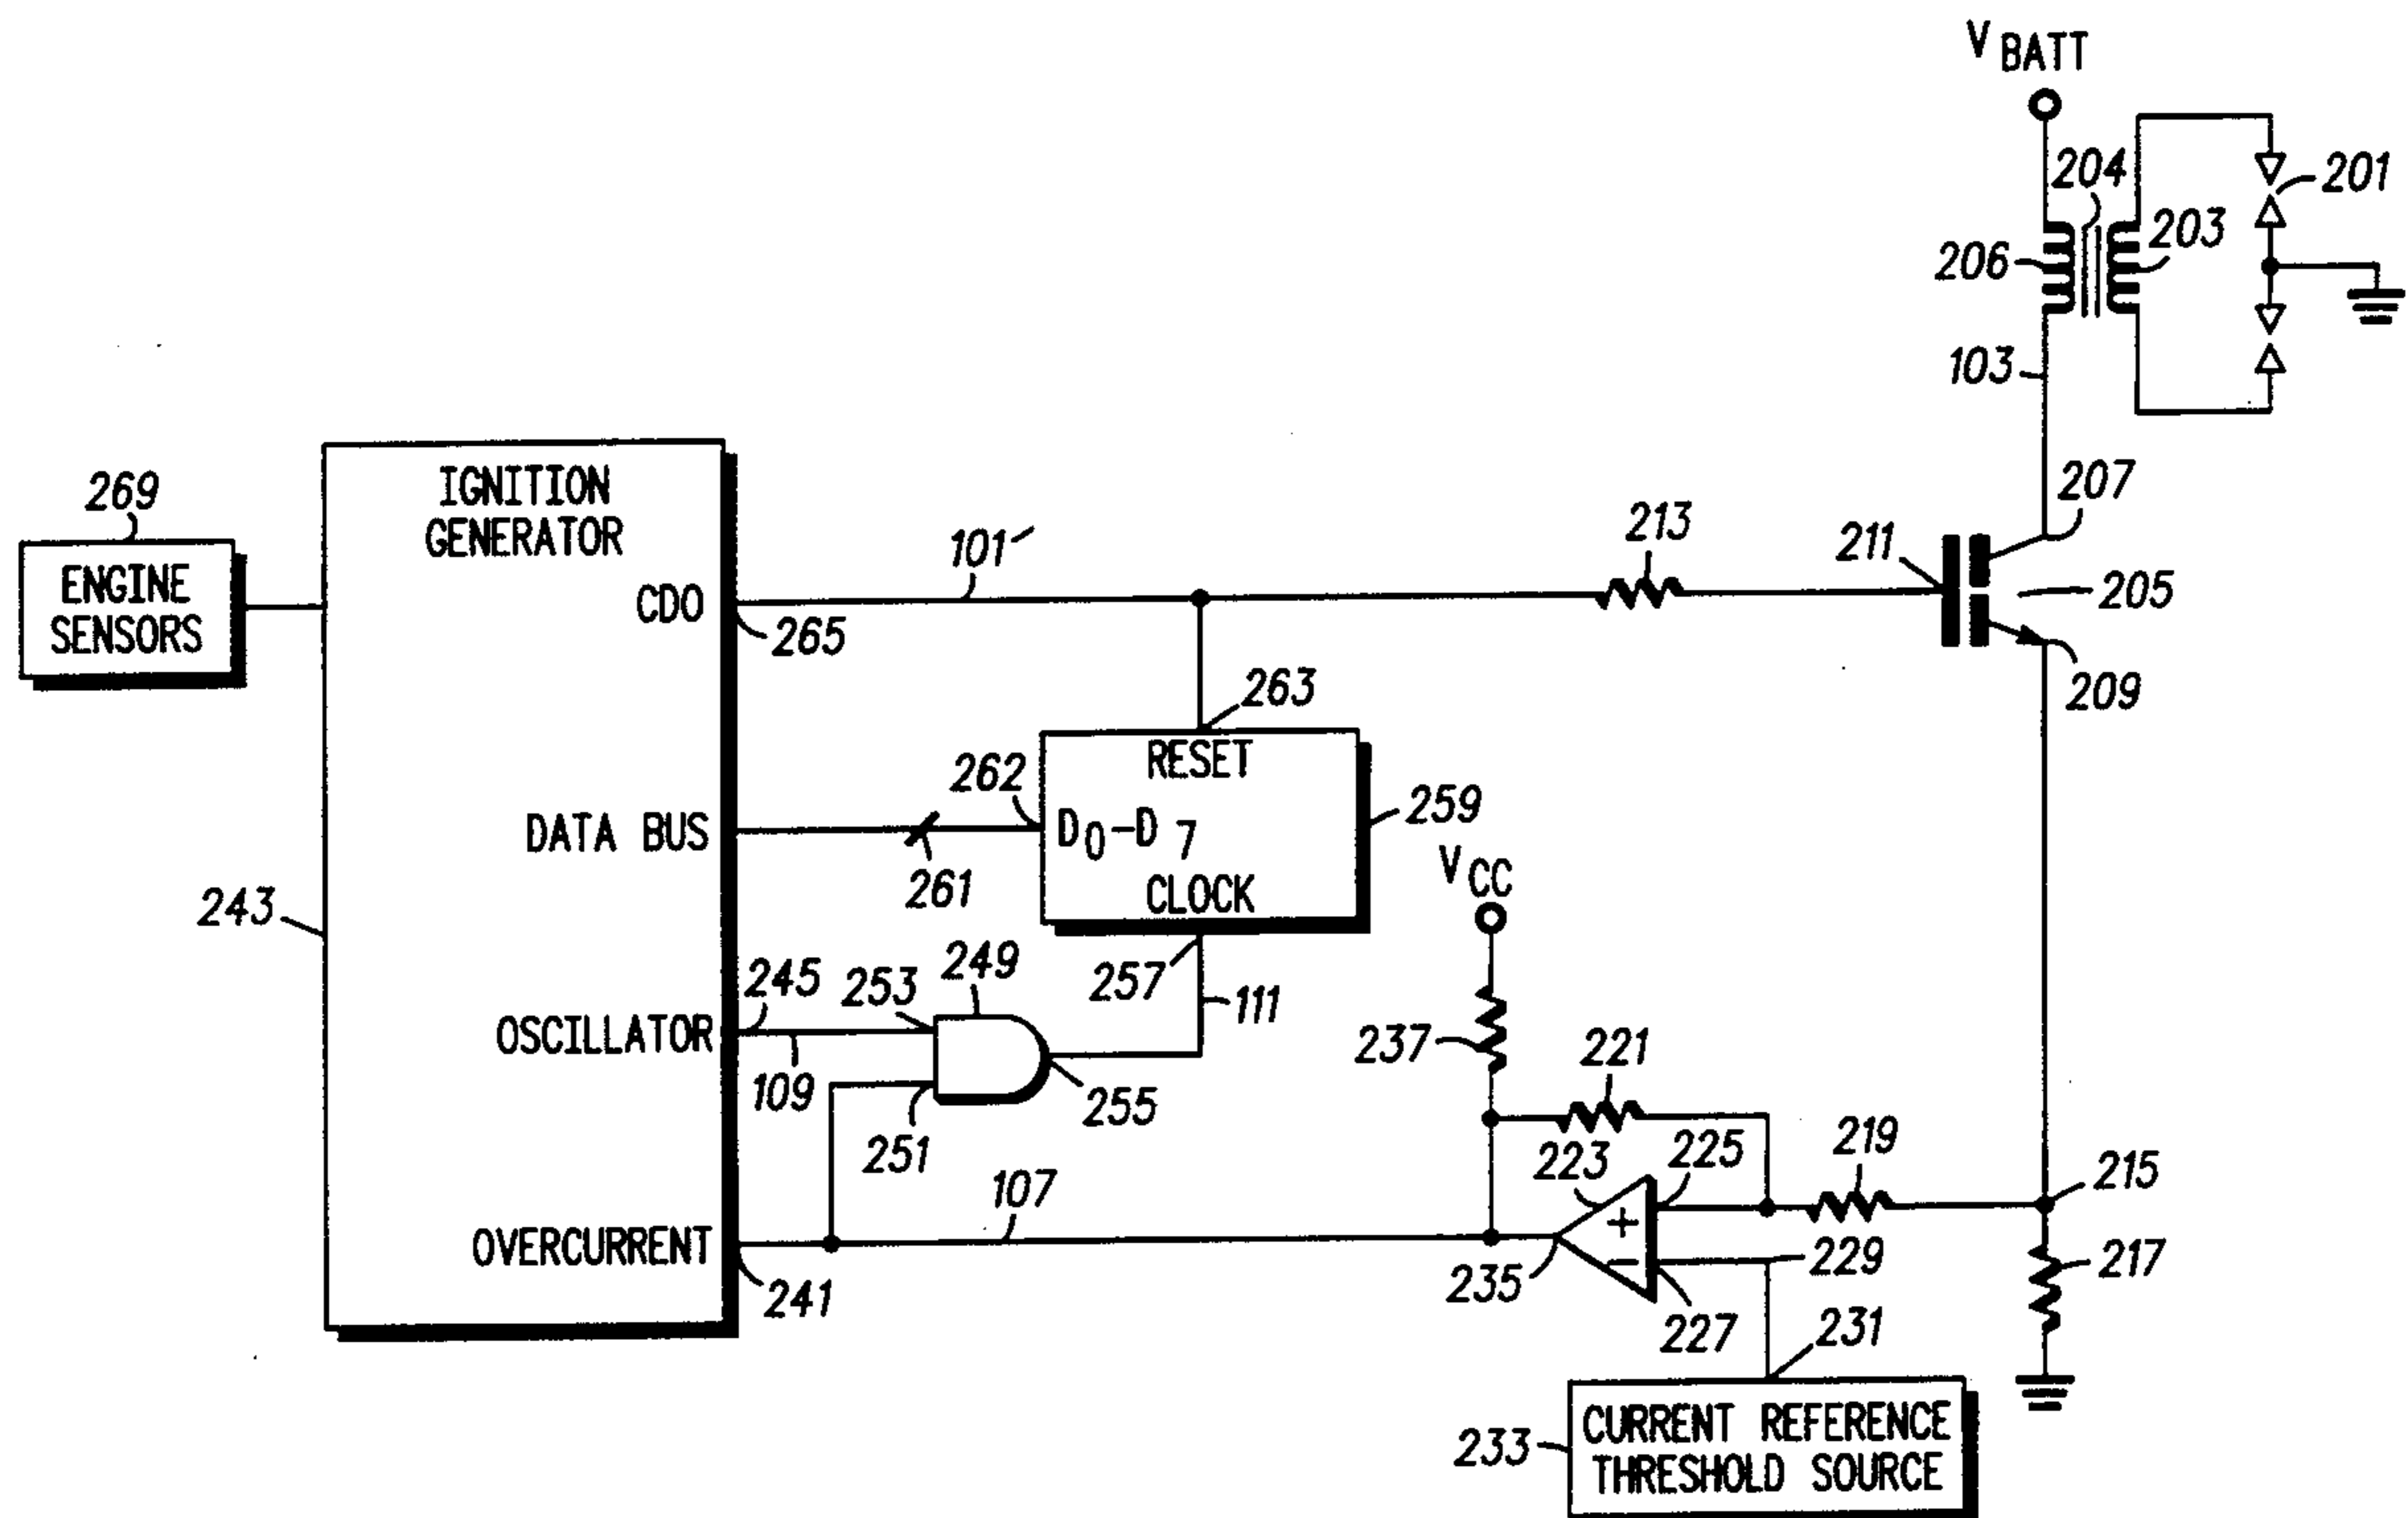 V BATT
204
201
206
203
103
269
IGNITION
GENERATOR
207
213
211
101'
ENGINE
SENSORS
CDO
265
205
209
263
RESET
262
D0-D7
259
DATA BUS
261
CLOCK
VCC
243
249
245
253
257
111
OSCILLATOR
237
221
109
255
251
223
225
219
215
107
OVERCURRENT
229
217
241
235
227
231
233
CURRENT REFERENCE
THRESHOLD SOURCE
+
−